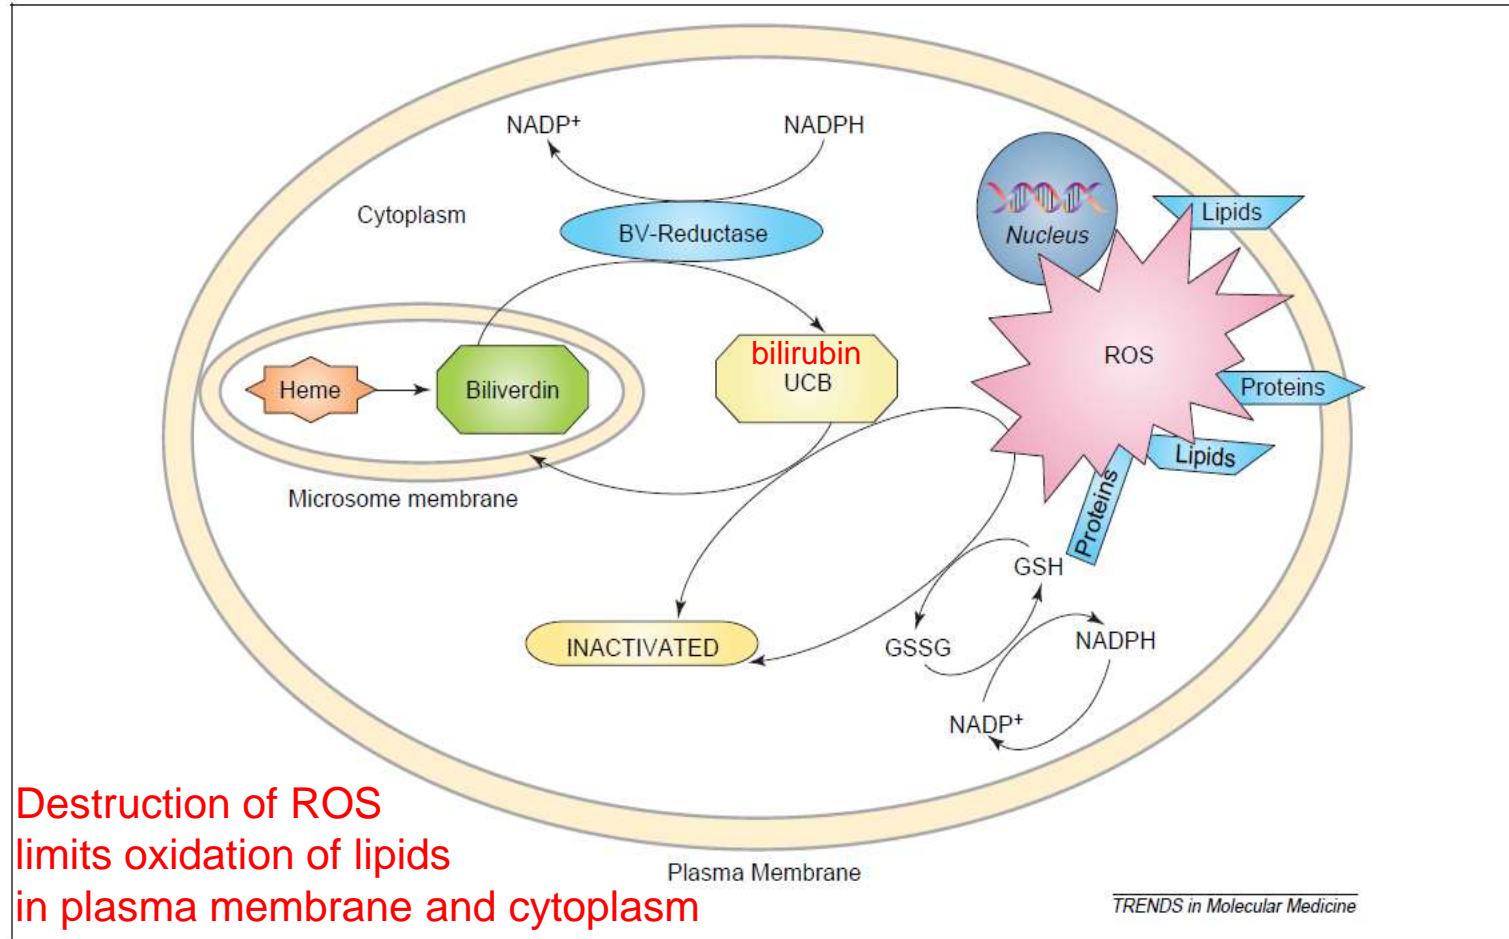 NADP+
NADPH
Cytoplasm
BV-Reductase
Nucleus
Lipids
Heme
Biliverdin
bilirubin
UCB
ROS
Proteins
Lipids
Proteins
Microsome membrane
GSH
INACTIVATED
GSSG
NADPH
NADP+
Destruction of ROS
limits oxidation of lipids
in plasma membrane and cytoplasm
Plasma Membrane
TRENDS in Molecular Medicine